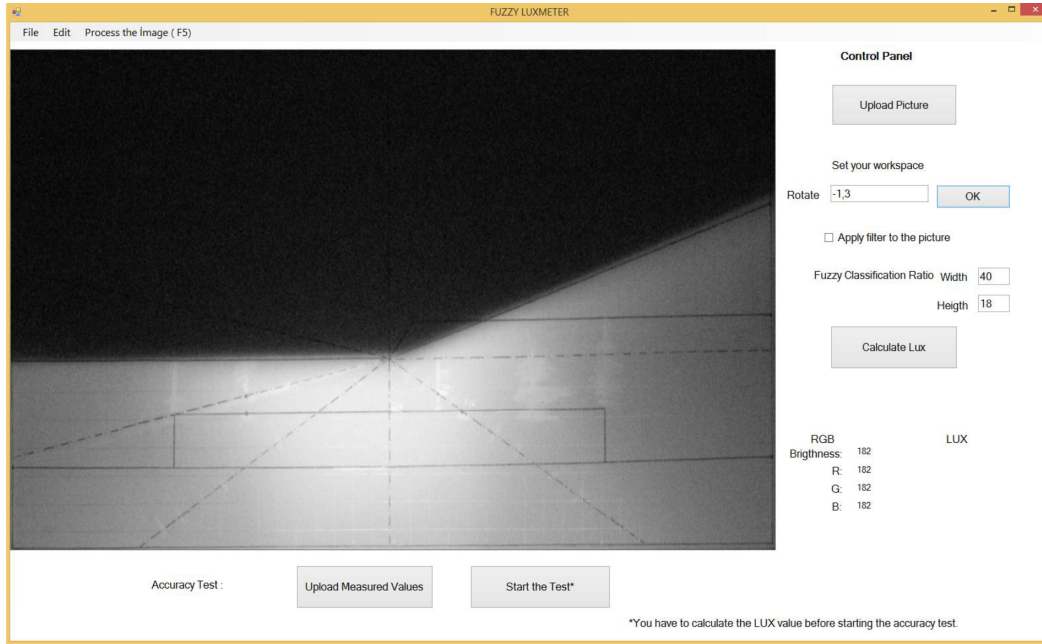 FUZZY LUXMETER
File Edit Process the İmage ( F5)
Control Panel
Upload Picture
Set your workspace
Rotate -1,3 OK
Apply filter to the picture
Fuzzy Classification Ratio Width 40
Heigth 18
Calculate Lux
RGB LUX
Brigthness: 182
R: 182
G: 182
B: 182
Accuracy Test : Upload Measured Values Start the Test*
*You have to calculate the LUX value before starting the accuracy test.